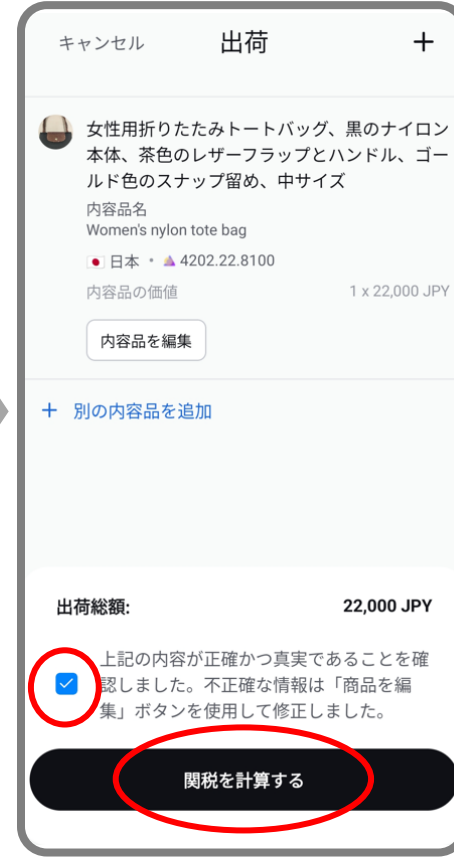 キャンセル 出荷 +
女性用折りたたみトートバッグ、黒のナイロン
本体、茶色のレザーフラップとハンドル、ゴー
ルド色のスナップ留め、中サイズ
内容品名
Women's nylon tote bag
日本 • 4202.22.8100
内容品の価値 1 x 22,000 JPY
内容品を編集
+ 別の内容品を追加
出荷総額: 22,000 JPY
上記の内容が正確かつ真実であることを確
認しました。不正確な情報は「商品を編
集」ボタンを使用して修正しました。
関税を計算する